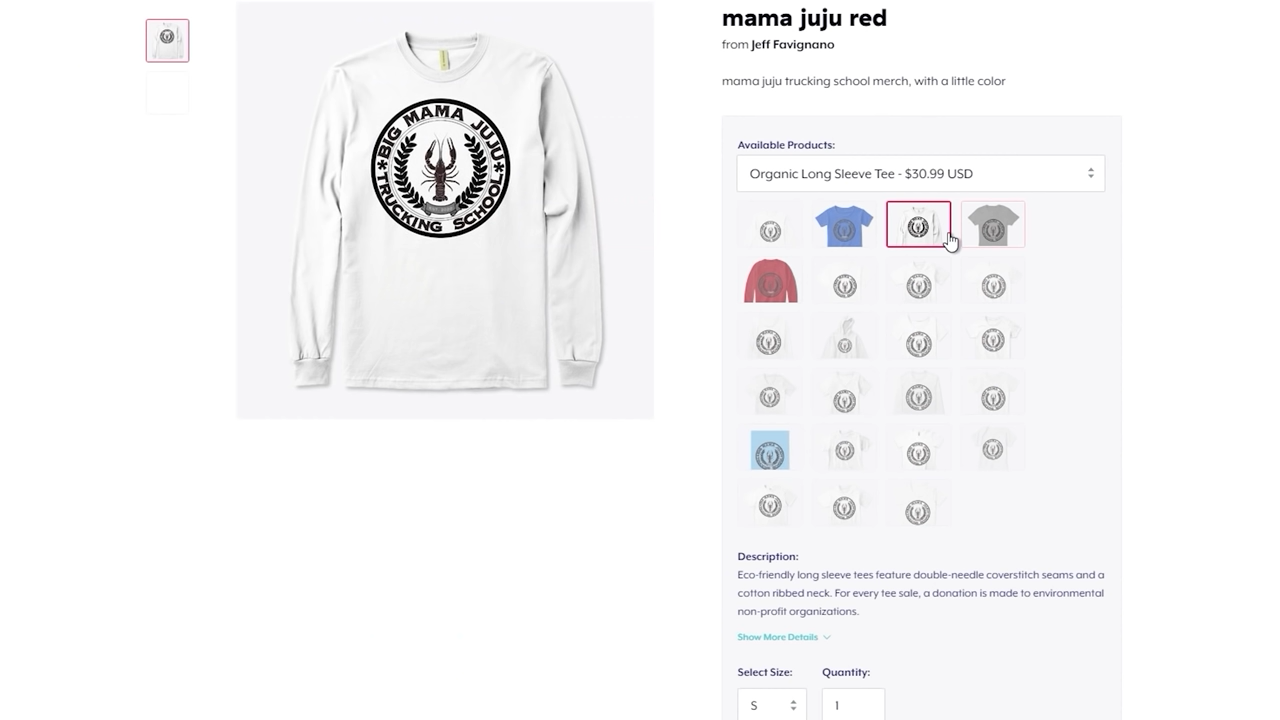 mama juju red
from Jeff Favignano
mama juju trucking school merch, with a little color
BIG MAMA JUJU
TRUCKING SCHOOL
Available Products:
Organic Long Sleeve Tee - $30.99 USD
Description:
Eco-friendly long sleeve tees feature double-needle coverstitch seams and a
cotton ribbed neck. For every tee sale, a donation is made to environmental
non-profit organizations.
Show More Details
Select Size:
Quantity:
S
1